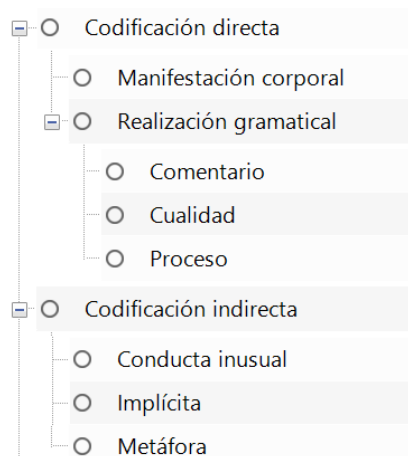 Codificación directa
Manifestación corporal
Realización gramatical
Comentario
Cualidad
Proceso
Codificación indirecta
Conducta inusual
Implícita
Metáfora